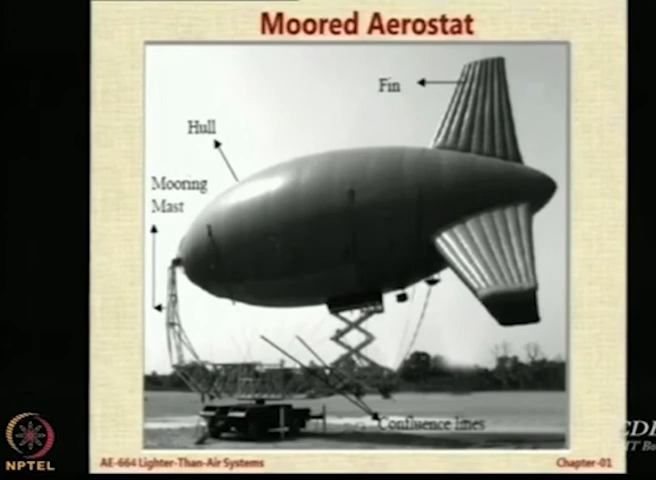 Moored Aerostat
Fin
Hull
Mooring
Mast
Confluence lines
NPTEL
AE-664 Lighter-Than-Air Systems
Chapter-01